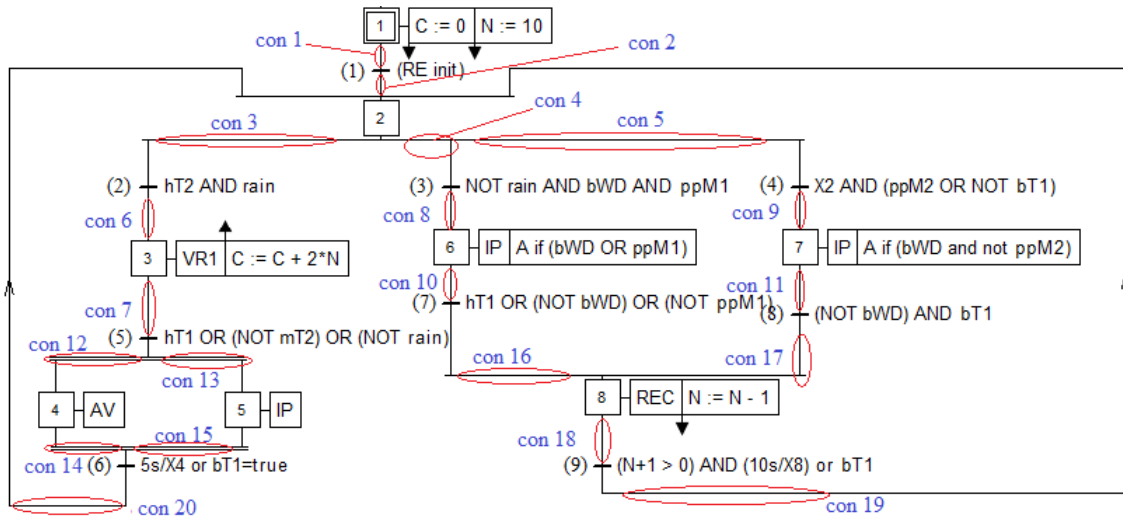 1 C := 0 N := 10
con 1 con 2
(1) (RE init)
con 4
2
con 3 con 5
(2) hT2 AND rain (3) NOT rain AND bWD AND ppM1 (4) X2 AND (ppM2 OR NOT bT1)
con 6 con 8 con 9
3 VR1 C := C + 2*N 6 IP A if (bWD OR ppM1) 7 IP A if (bWD and not ppM2)
con 10 con 11
con 7 (7) hT1 OR (NOT bWD) OR (NOT ppM1)
(8) (NOT bWD) AND bT1
(5) hT1 OR (NOT mT2) OR (NOT rain)
con 12 con 16 con 17
con 13
8 REC N := N - 1
4 AV 5 IP
con 15 con 18
con 14 (6) 5s/X4 or bT1=true (9) (N+1 > 0) AND (10s/X8) or bT1
con 20 con 19